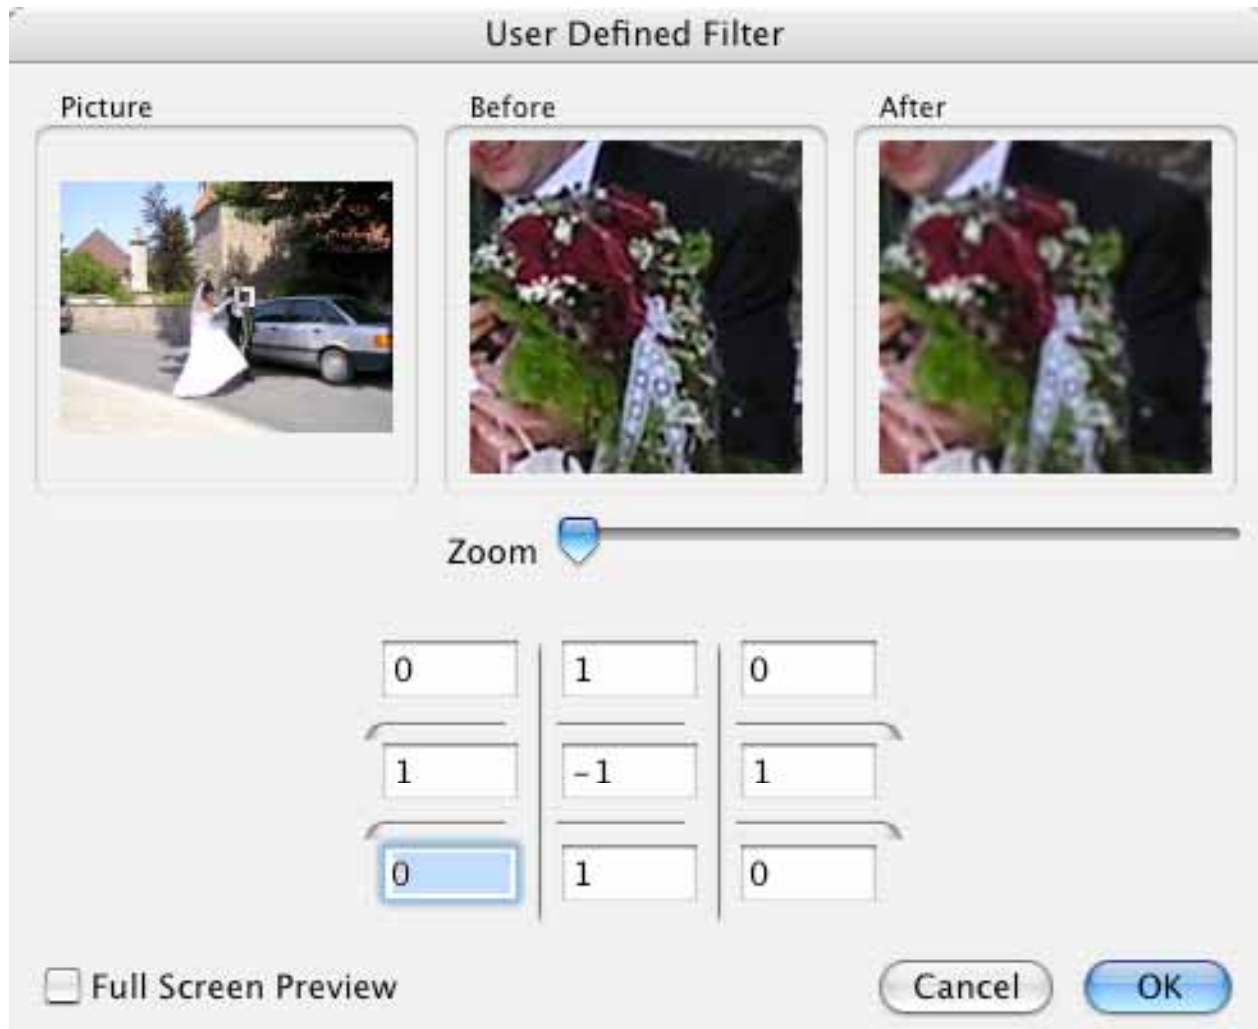 User Defined Filter
Picture Before After
Zoom
0 1 0
1 -1 1
0 1 0
Full Screen Preview Cancel OK